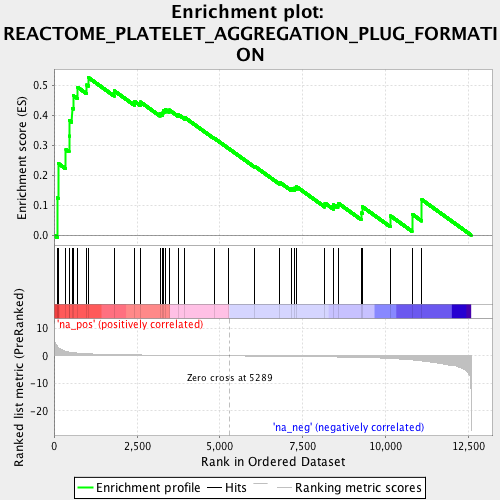 Enrichment plot:
REACTOME_PLATELET_AGGREGATION_PLUG_FORMATI
ON
Enrichment score (ES)
0.5
0.4
0.3
0.2
0.1
0.0
'na_pos' (positively correlated)
Ranked list metric (PreRanked)
10
5
0
-5
-10
-15
-20
Zero cross at 5289
'na_neg' (negatively correlated)
0
2,500
5,000
7,500
10,000
12,500
Rank in Ordered Dataset
Enrichment profile
Hits
Ranking metric scores